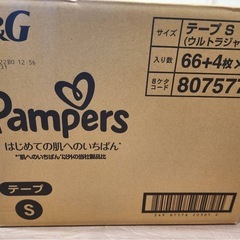 &G
サイズ テープ S
(ウルトラジャ
入り数 66+4枚×
8ケタコード 807577
Pampers
はじめての肌へのいちばん
*"肌へのいちばん"以外の当社製品比
テープ
S